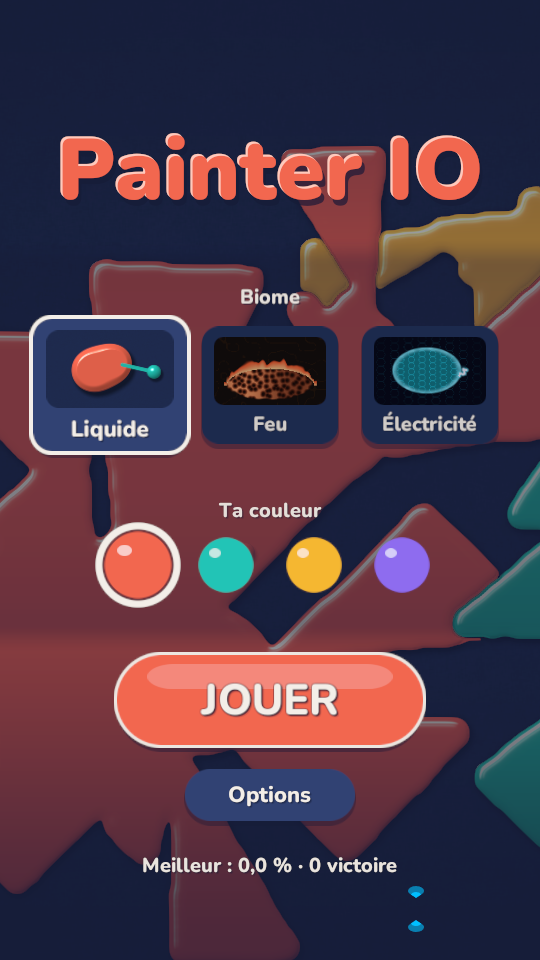 Painter IO
Biome
Liquide
Feu
Électricité
Ta couleur
JOUER
Options
Meilleur : 0,0 % · 0 victoire